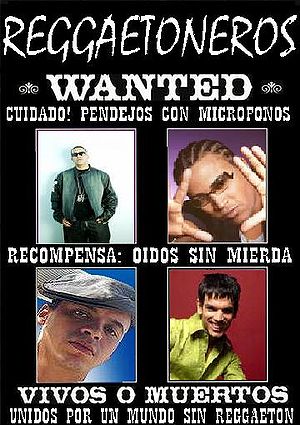 REGGAETONEROS
WANTED
CUIDADO! PENDEJOS CON MICROFONOS
RECOMPENSA: OIDOS SIN MIERDA
VIVOS O MUERTOS
UNIDOS POR UN MUNDO SIN REGGAETON